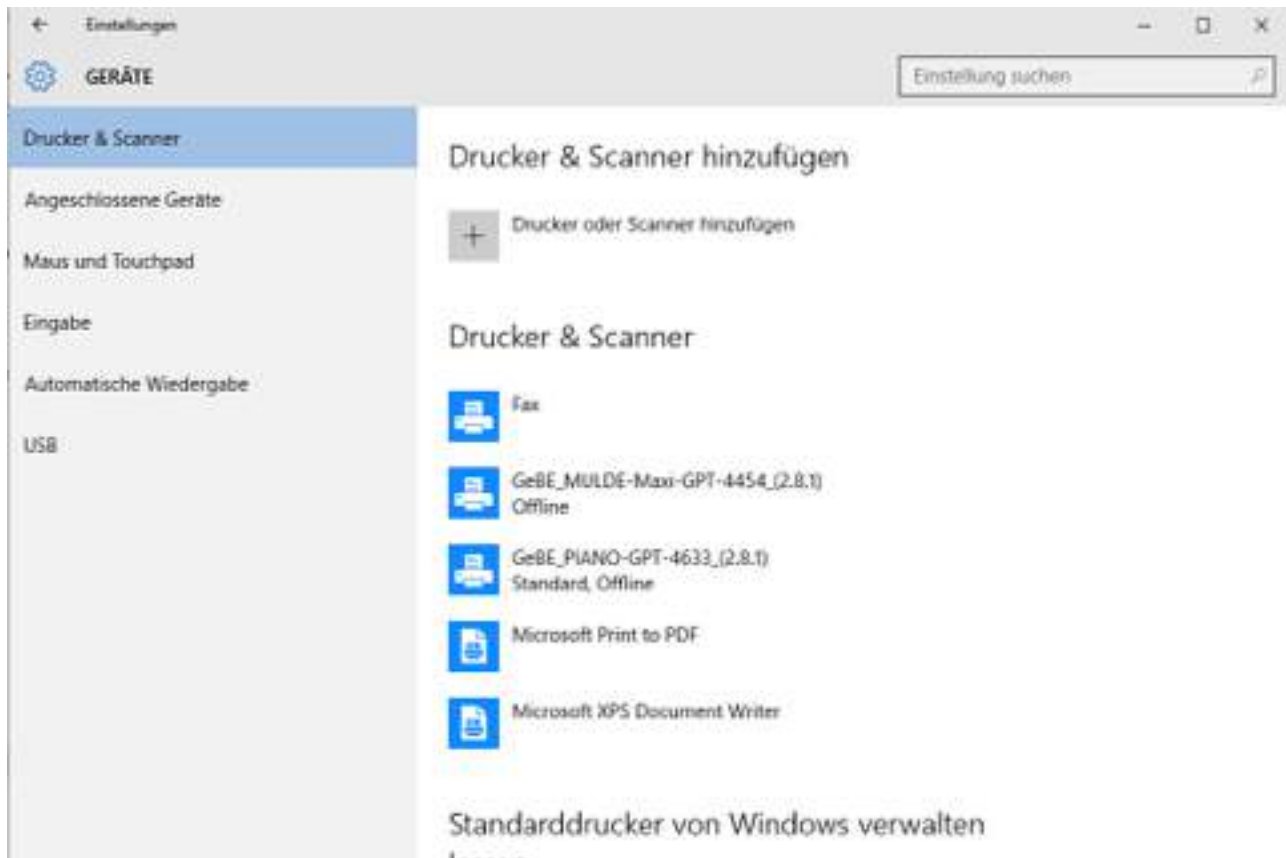 Einstellungen
GERÄTE
Einstellung suchen
Drucker & Scanner
Angeschlossene Geräte
Maus und Touchpad
Eingabe
Automatische Wiedergabe
USB
Drucker & Scanner hinzufügen
Drucker oder Scanner hinzufügen
Drucker & Scanner
Fax
GeBE_MULDE-Maxi-GPT-4454_(2.8.1)
Offline
GeBE_PIANO-GPT-4633_(2.8.1)
Standard, Offline
Microsoft Print to PDF
Microsoft XPS Document Writer
Standarddrucker von Windows verwalten